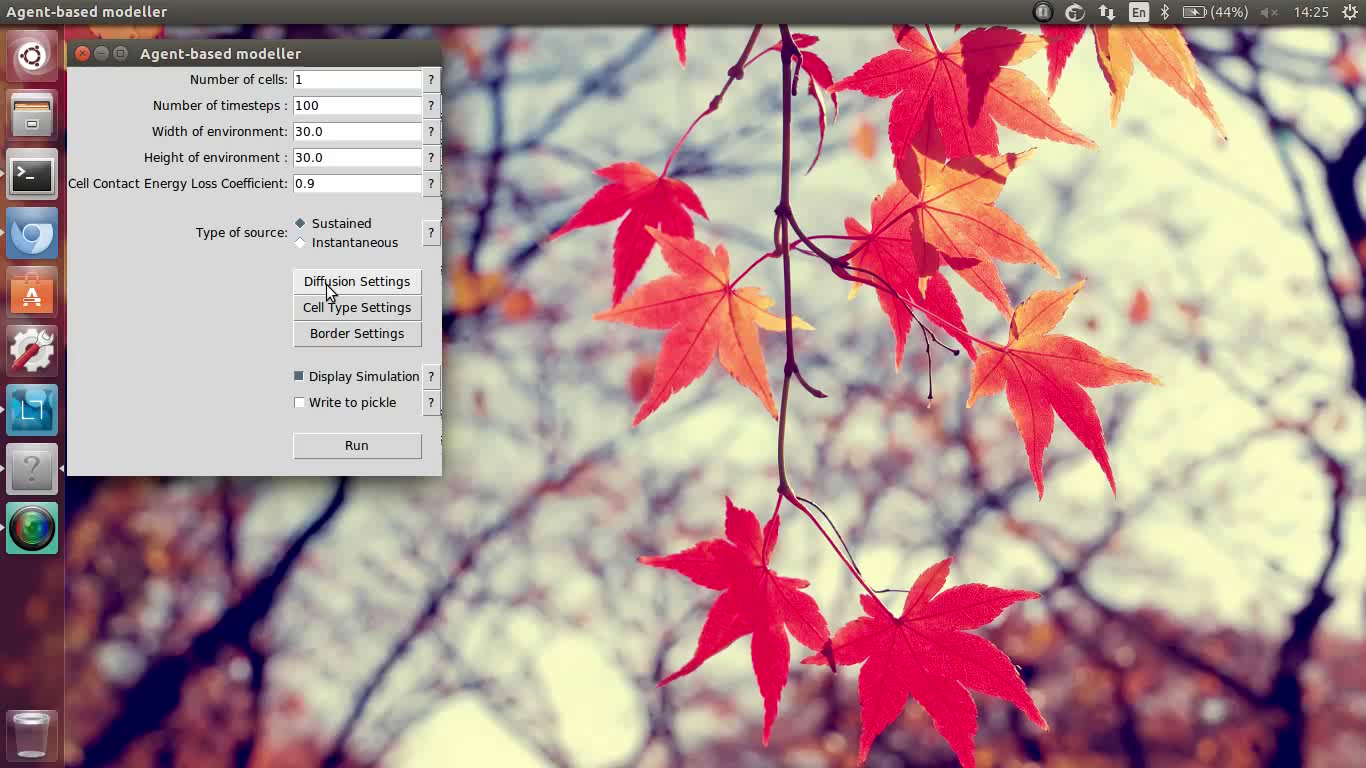 Agent-based modeller
En
(44%)
14:25
Agent-based modeller
Number of cells: 1 ?
Number of timesteps : 100 ?
Width of environment: 30.0 ?
Height of environment : 30.0 ?
Cell Contact Energy Loss Coefficient: 0.9 ?
Type of source: Sustained ?
Instantaneous
Diffusion Settings
Cell Type Settings
Border Settings
Display Simulation ?
Write to pickle ?
Run